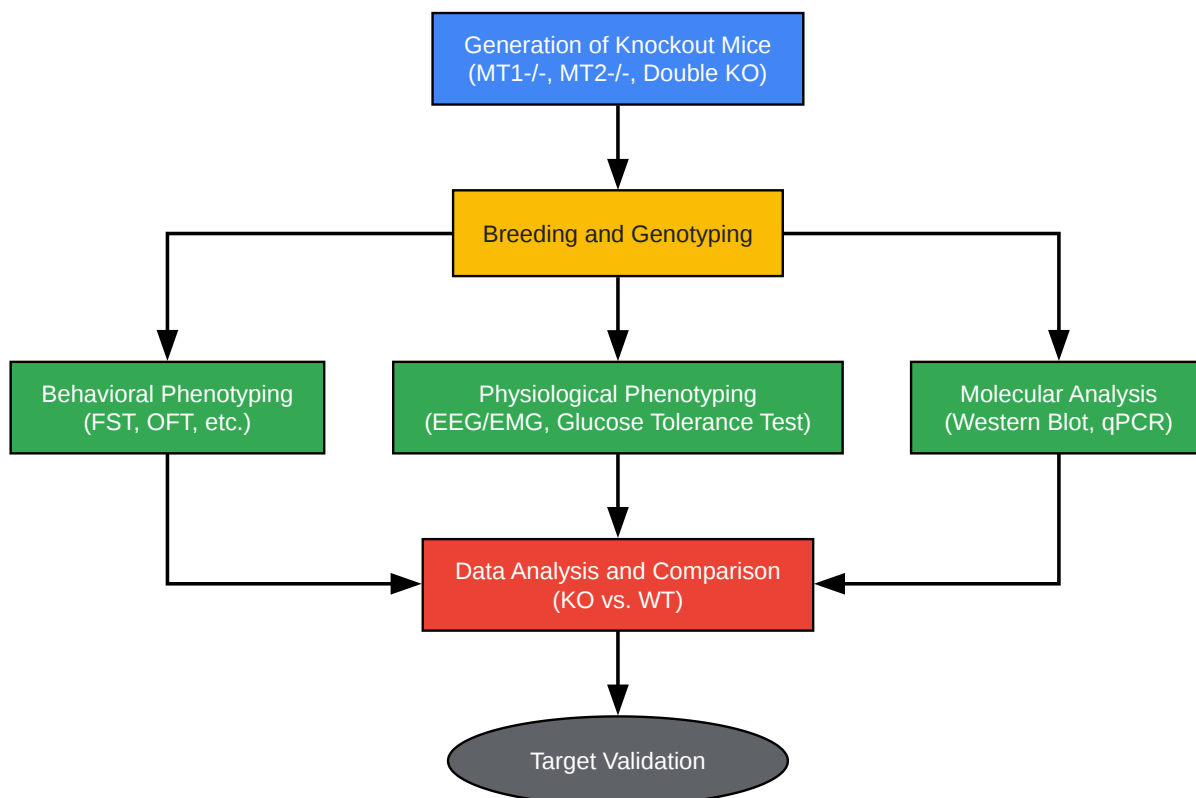 Generation of Knockout Mice
(MT1-/-, MT2-/-, Double KO)
Breeding and Genotyping
Behavioral Phenotyping
(FST, OFT, etc.)
Physiological Phenotyping
(EEG/EMG, Glucose Tolerance Test)
Molecular Analysis
(Western Blot, qPCR)
Data Analysis and Comparison
(KO vs. WT)
Target Validation